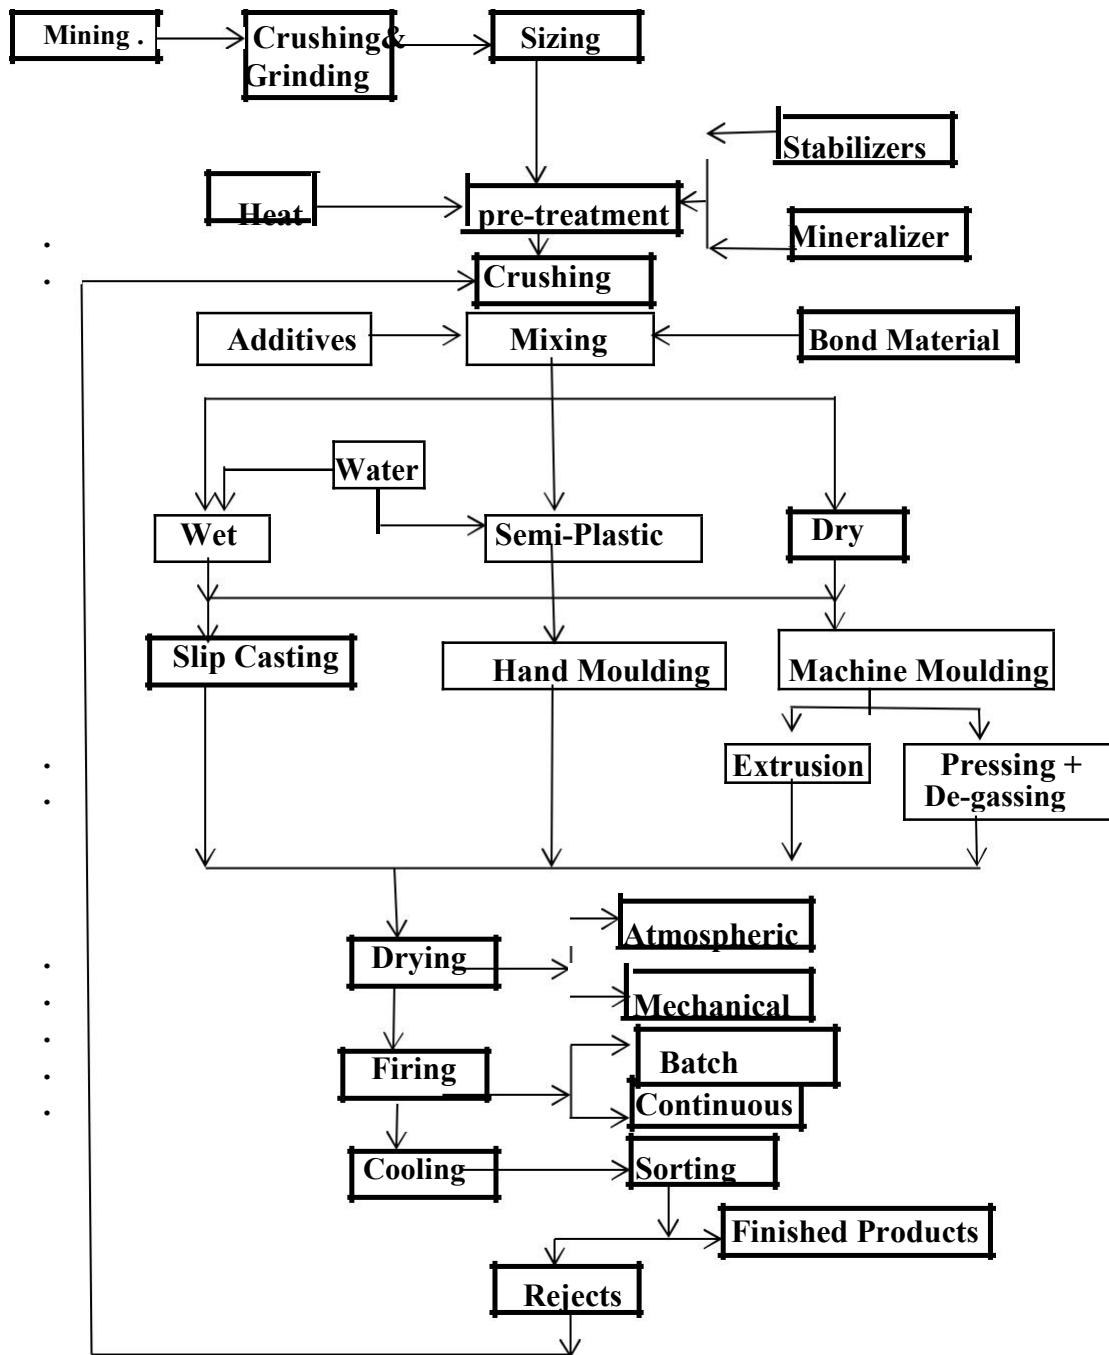 Mining .
Crushing&
Grinding
Sizing
Stabilizers
Heat
pre-treatment
Mineralizer
Crushing
Additives
Mixing
Bond Material
Water
Wet
Semi-Plastic
Dry
Slip Casting
Hand Moulding
Machine Moulding
Extrusion
Pressing +
De-gassing
Atmospheric
Drying
Mechanical
Firing
Batch
Continuous
Cooling
Sorting
Finished Products
Rejects